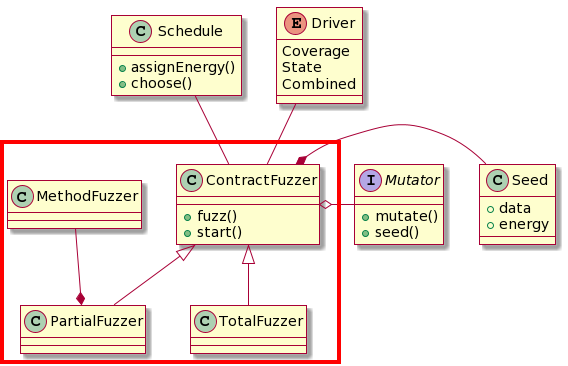 C Schedule
assignEnergy()
choose()
E Driver
Coverage
State
Combined
C MethodFuzzer
C ContractFuzzer
fuzz()
start()
I Mutator
mutate()
seed()
C Seed
data
energy
C PartialFuzzer
C TotalFuzzer